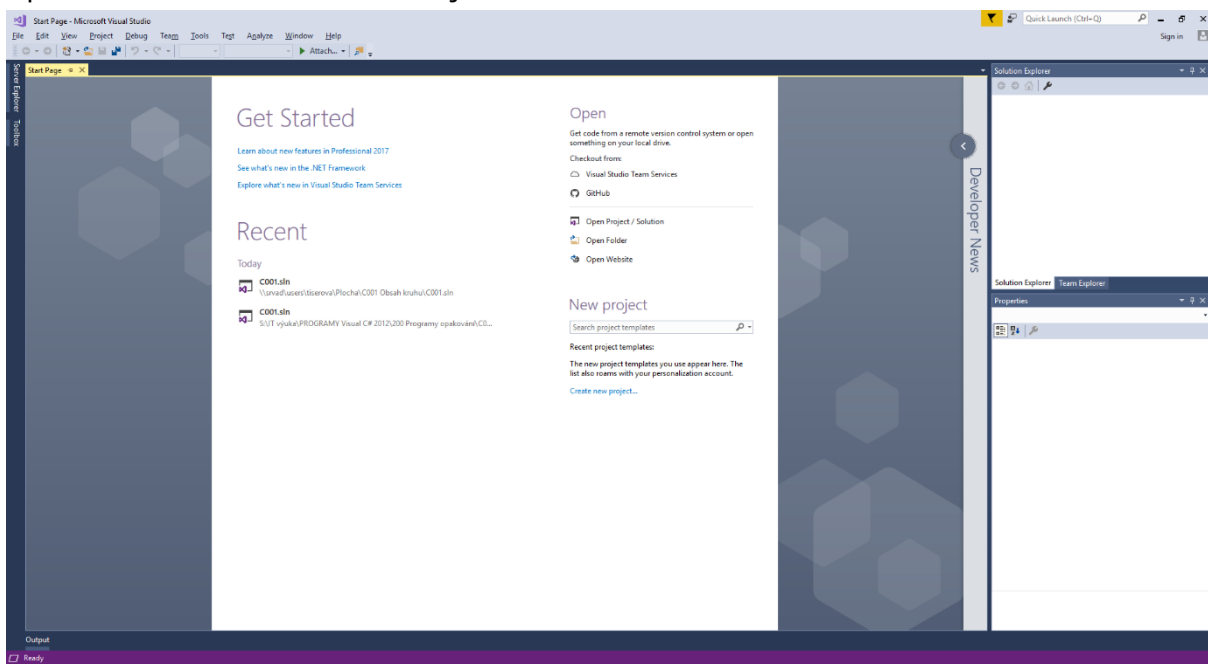 Start Page - Microsoft Visual Studio
Quick Launch (Ctrl+Q)
File Edit View Project Debug Team Tools Test Analyze Window Help
Sign in
Attach...
Server Explorer
Toolbox
Start Page
Get Started
Learn about new features in Professional 2017
See what's new in the .NET Framework
Explore what's new in Visual Studio Team Services
Recent
Today
C001.sln
\\srvad\users\tiserova\Plocha\C001 Obsah kruhu\C001.sln
C001.sln
S:\IT výuka\PROGRAMY Visual C# 2012\200 Programy opakování\C0...
Open
Get code from a remote version control system or open
something on your local drive.
Checkout from:
Visual Studio Team Services
GitHub
Open Project / Solution
Open Folder
Open Website
New project
Search project templates
Recent project templates:
The new project templates you use appear here. The
list also roams with your personalization account.
Create new project...
Developer News
Solution Explorer
Solution Explorer Team Explorer
Properties
Output
Ready